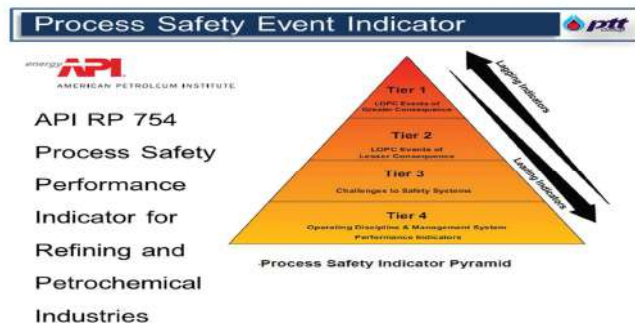 Process Safety Event Indicator
ptt
energy API
AMERICAN PETROLEUM INSTITUTE
API RP 754
Process Safety
Performance
Indicator for
Refining and
Petrochemical
Industries
Tier 1
LOPC Events of
Greater Consequence
Tier 2
LOPC Events of
Lesser Consequence
Tier 3
Challenges to Safety Systems
Tier 4
Operating Discipline & Management System
Performance Indicators
Process Safety Indicator Pyramid
Lagging Indicators
Leading Indicators